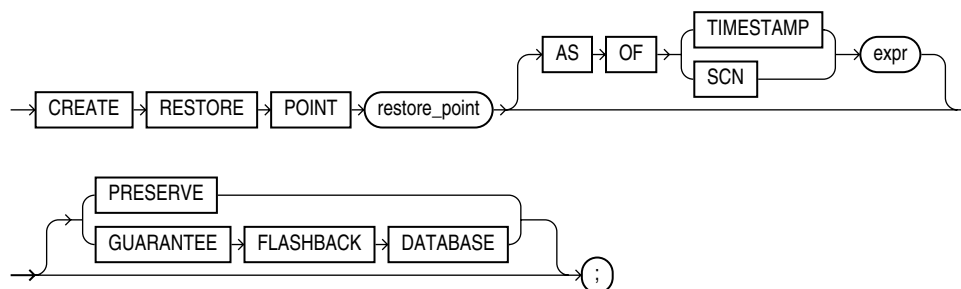 TIMESTAMP
AS OF expr
SCN
CREATE RESTORE POINT restore_point
PRESERVE
GUARANTEE FLASHBACK DATABASE
;